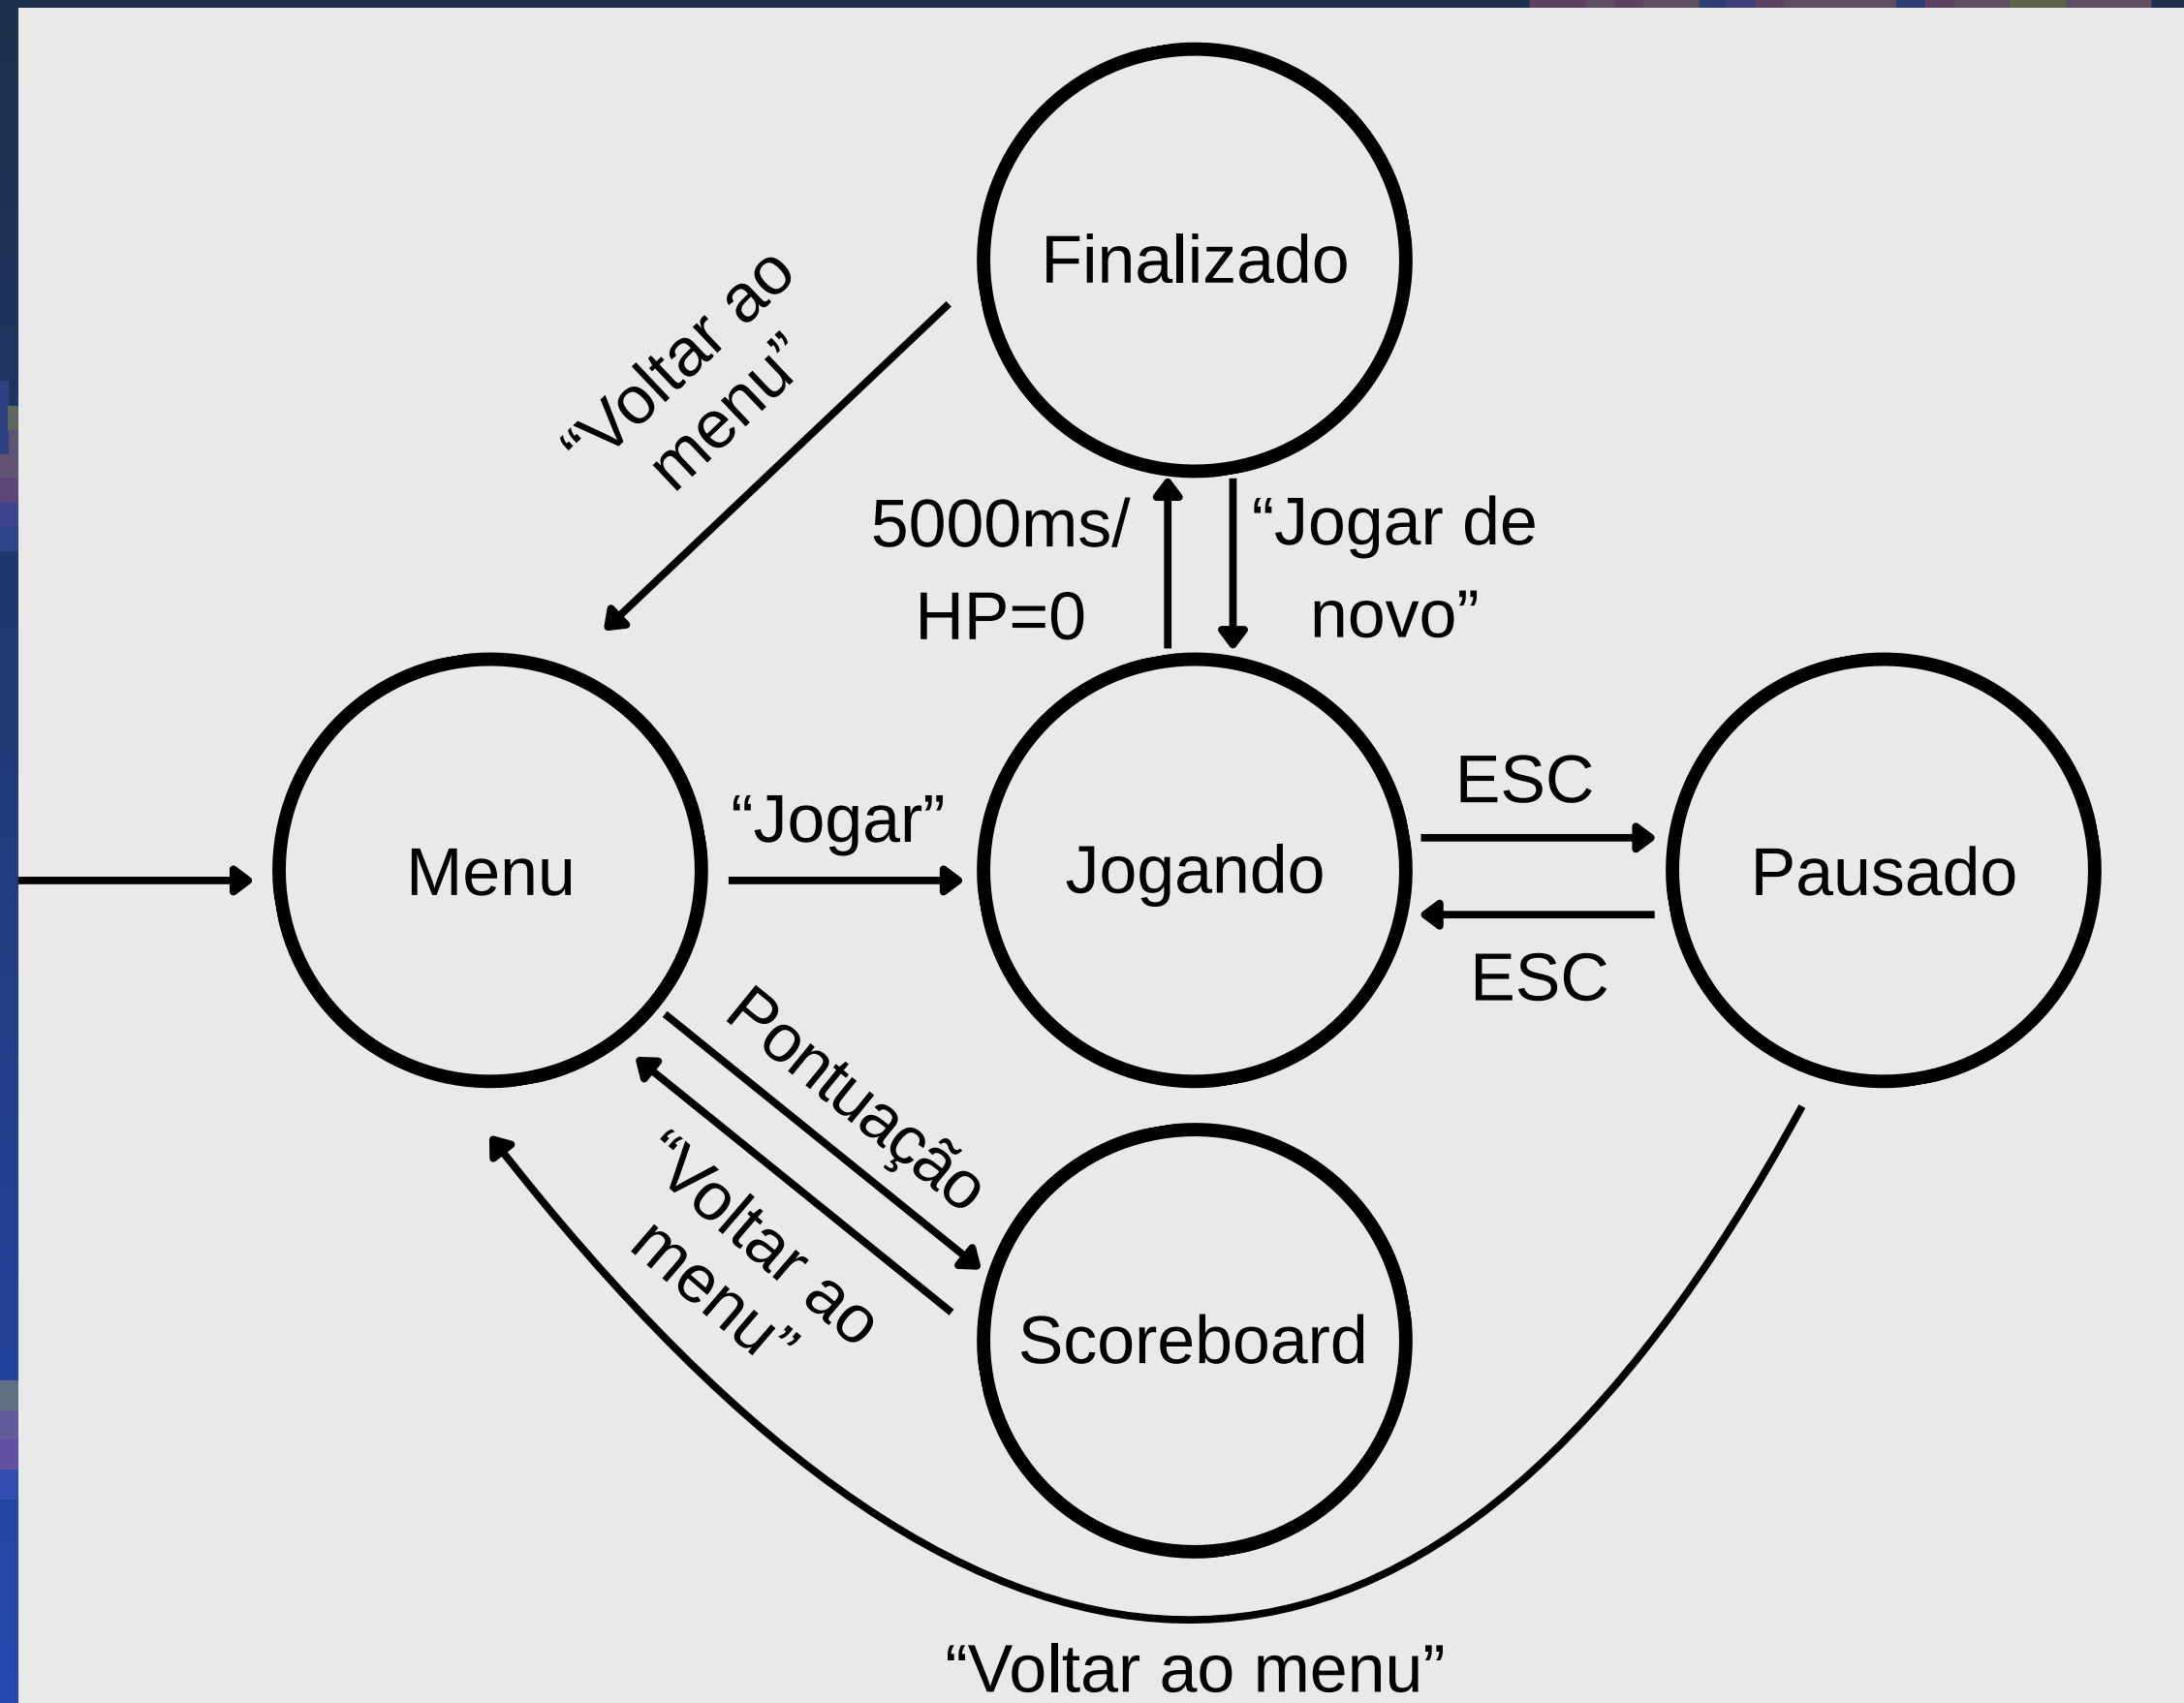 Finalizado
“Voltar ao
menu”
5000ms/
HP=0
“Jogar de
novo”
Menu
“Jogar”
Jogando
ESC
ESC
Pausado
Pontuação
“Voltar ao
menu”
Scoreboard
“Voltar ao menu”